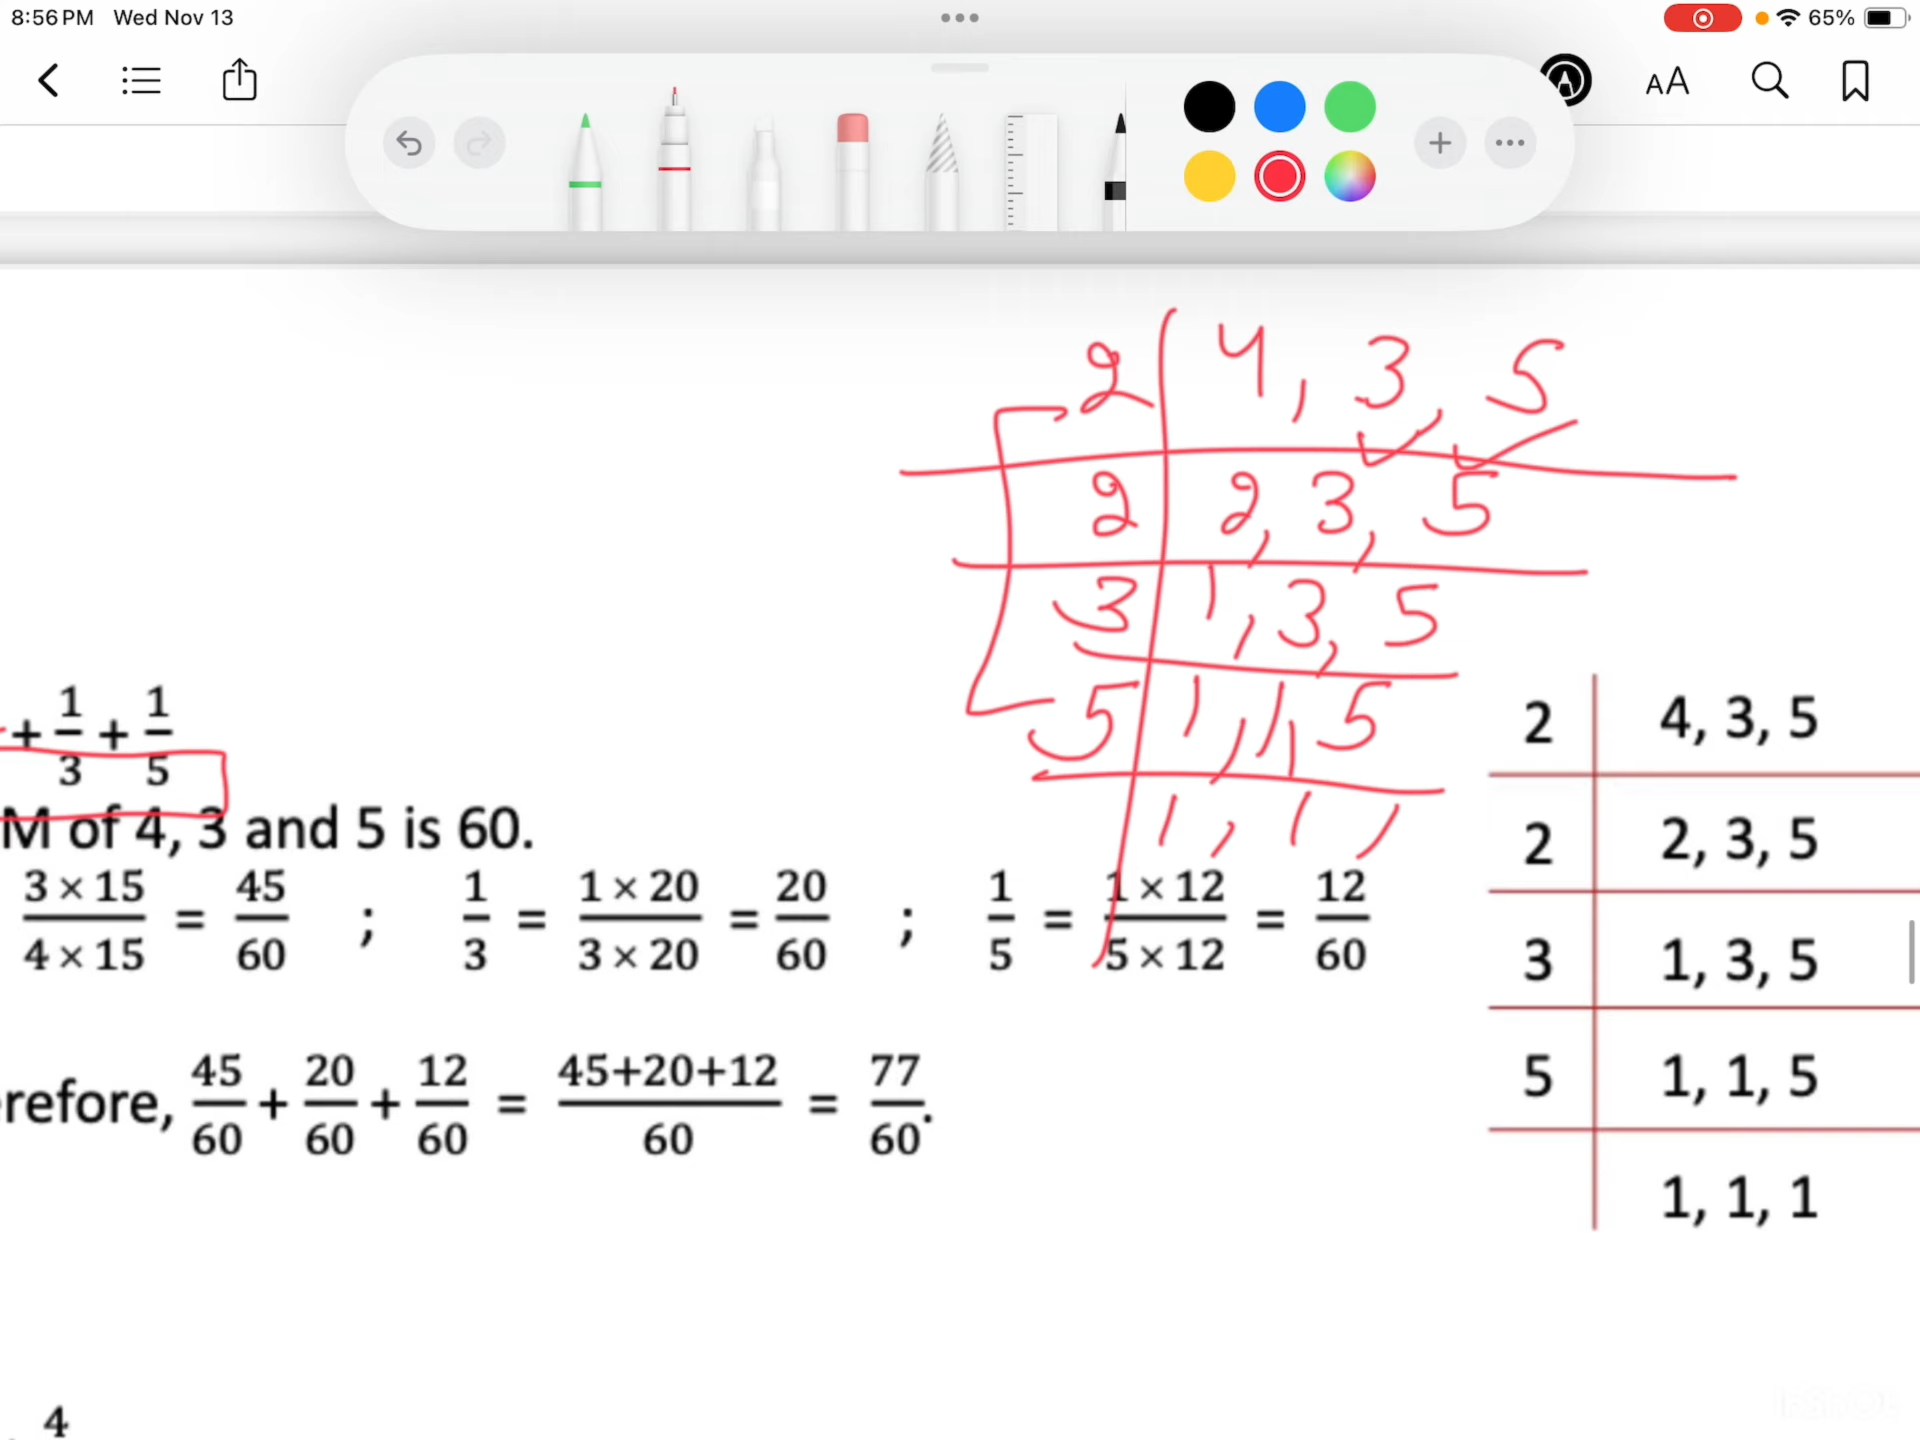 8:56 PM Wed Nov 13
65%
AA
2 | 4, 3, 5
2 | 2, 3, 5
3 | 1, 3, 5
5 | 1, 1, 5
1, 1,
+ 1/3 + 1/5
M of 4, 3 and 5 is 60.
3 × 15 / 4 × 15 = 45/60 ; 1/3 = 1 × 20 / 3 × 20 = 20/60 ; 1/5 = 1 × 12 / 5 × 12 = 12/60
refore, 45/60 + 20/60 + 12/60 = 45+20+12 / 60 = 77/60.
2 | 4, 3, 5
2 | 2, 3, 5
3 | 1, 3, 5
5 | 1, 1, 5
1, 1, 1
4